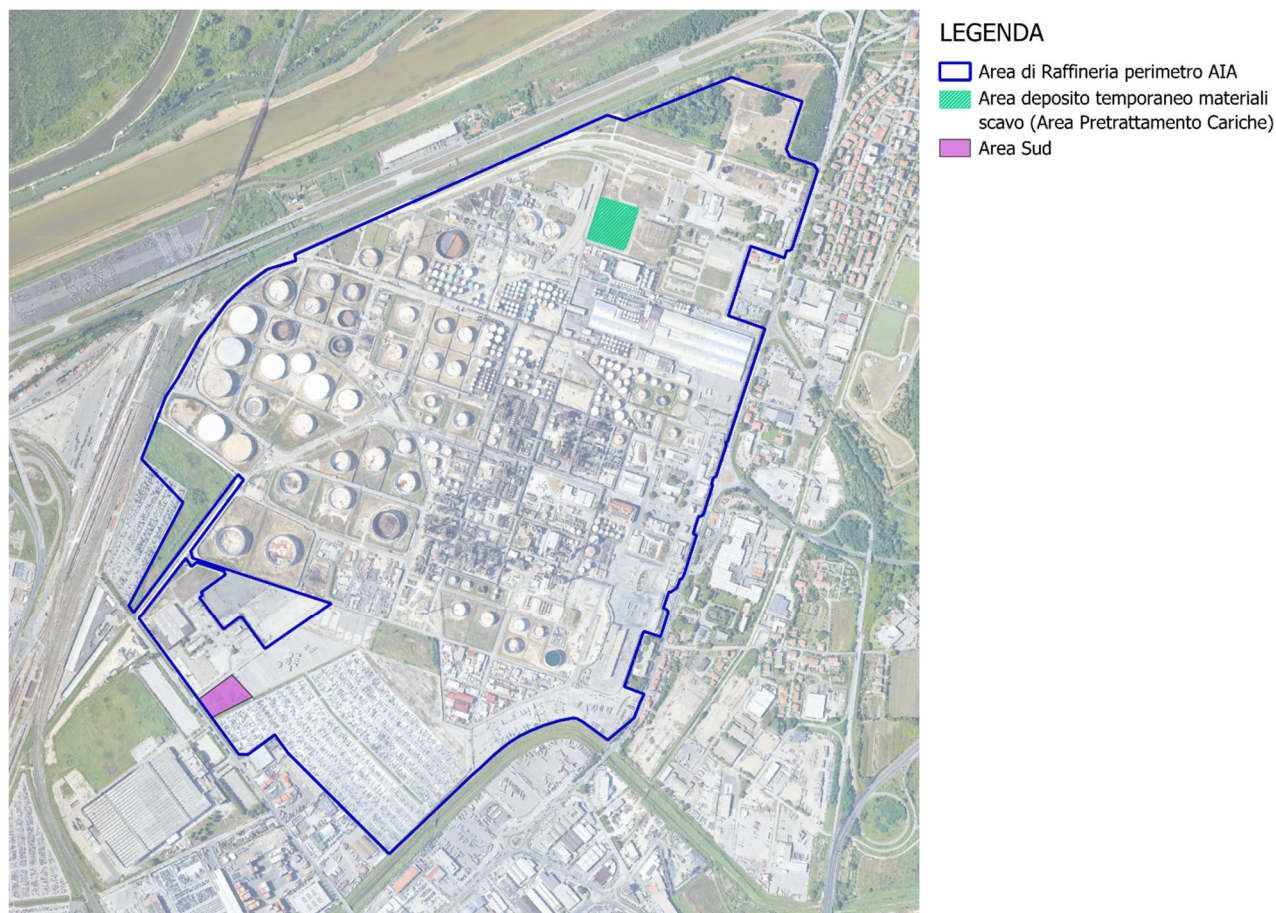 LEGENDA
Area di Raffineria perimetro AIA
Area deposito temporaneo materiali
scavo (Area Pretrattamento Cariche)
Area Sud